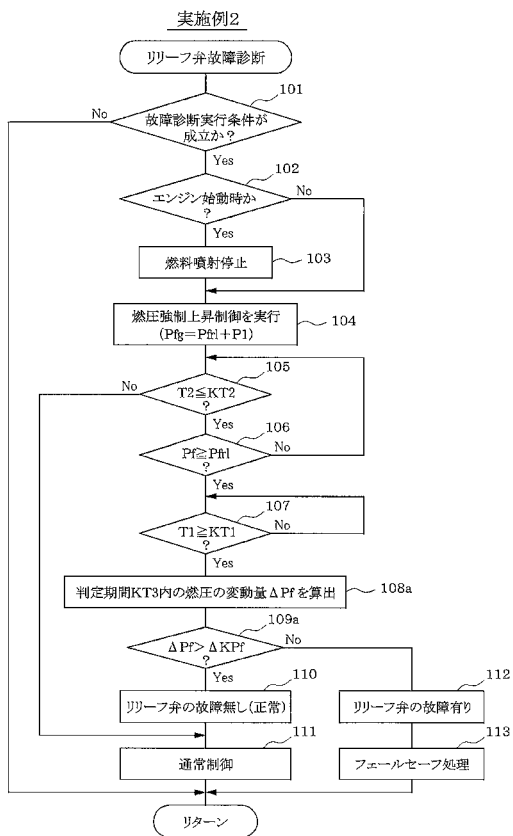 実施例2
リリーフ弁故障診断
101
No
故障診断実行条件が
成立か？
Yes
102
No
エンジン始動時か
？
Yes
燃料噴射停止
103
燃圧強制上昇制御を実行
(Pfg=Pfrl+P1)
104
105
No
T2≦KT2
？
Yes
106
Pf≧Pfrl
？
No
Yes
107
T1≧KT1
？
No
Yes
判定期間KT3内の燃圧の変動量ΔPfを算出
108a
109a
ΔPf>ΔKPf
？
No
Yes
110
112
リリーフ弁の故障無し(正常)
リリーフ弁の故障有り
111
113
通常制御
フェールセーフ処理
リターン